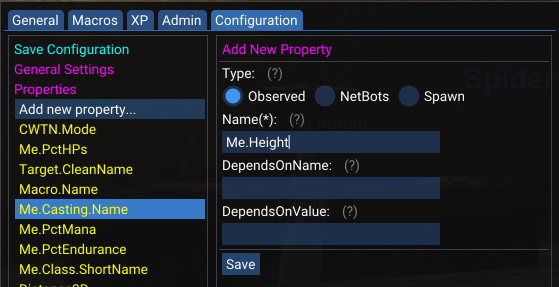 General Macros XP Admin Configuration
Save Configuration
General Settings
Properties
Add new property...
CWTN.Mode
Me.PctHPs
Target.CleanName
Macro.Name
Me.Casting.Name
Me.PctMana
Me.PctEndurance
Me.Class.ShortName
Distance3D
Add New Property
Type: (?)
Observed NetBots Spawn
Name(*): (?)
Me.Height
DependsOnName: (?)
DependsOnValue: (?)
Save
Spider